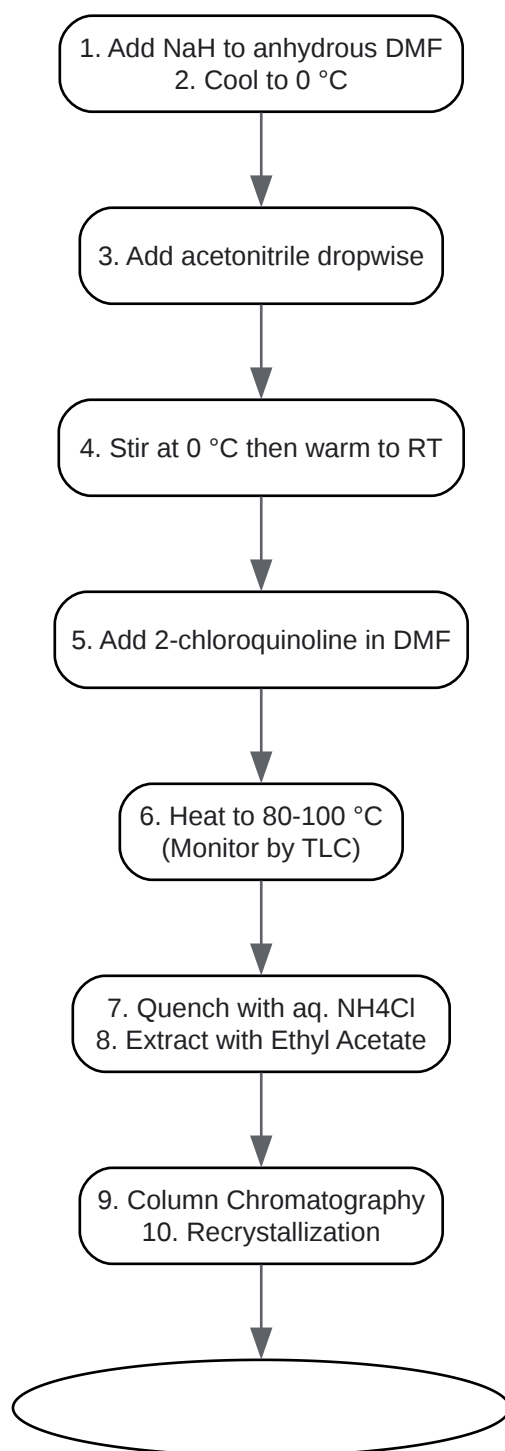 1. Add NaH to anhydrous DMF
2. Cool to 0 °C
3. Add acetonitrile dropwise
4. Stir at 0 °C then warm to RT
5. Add 2-chloroquinoline in DMF
6. Heat to 80-100 °C
(Monitor by TLC)
7. Quench with aq. NH4Cl
8. Extract with Ethyl Acetate
9. Column Chromatography
10. Recrystallization